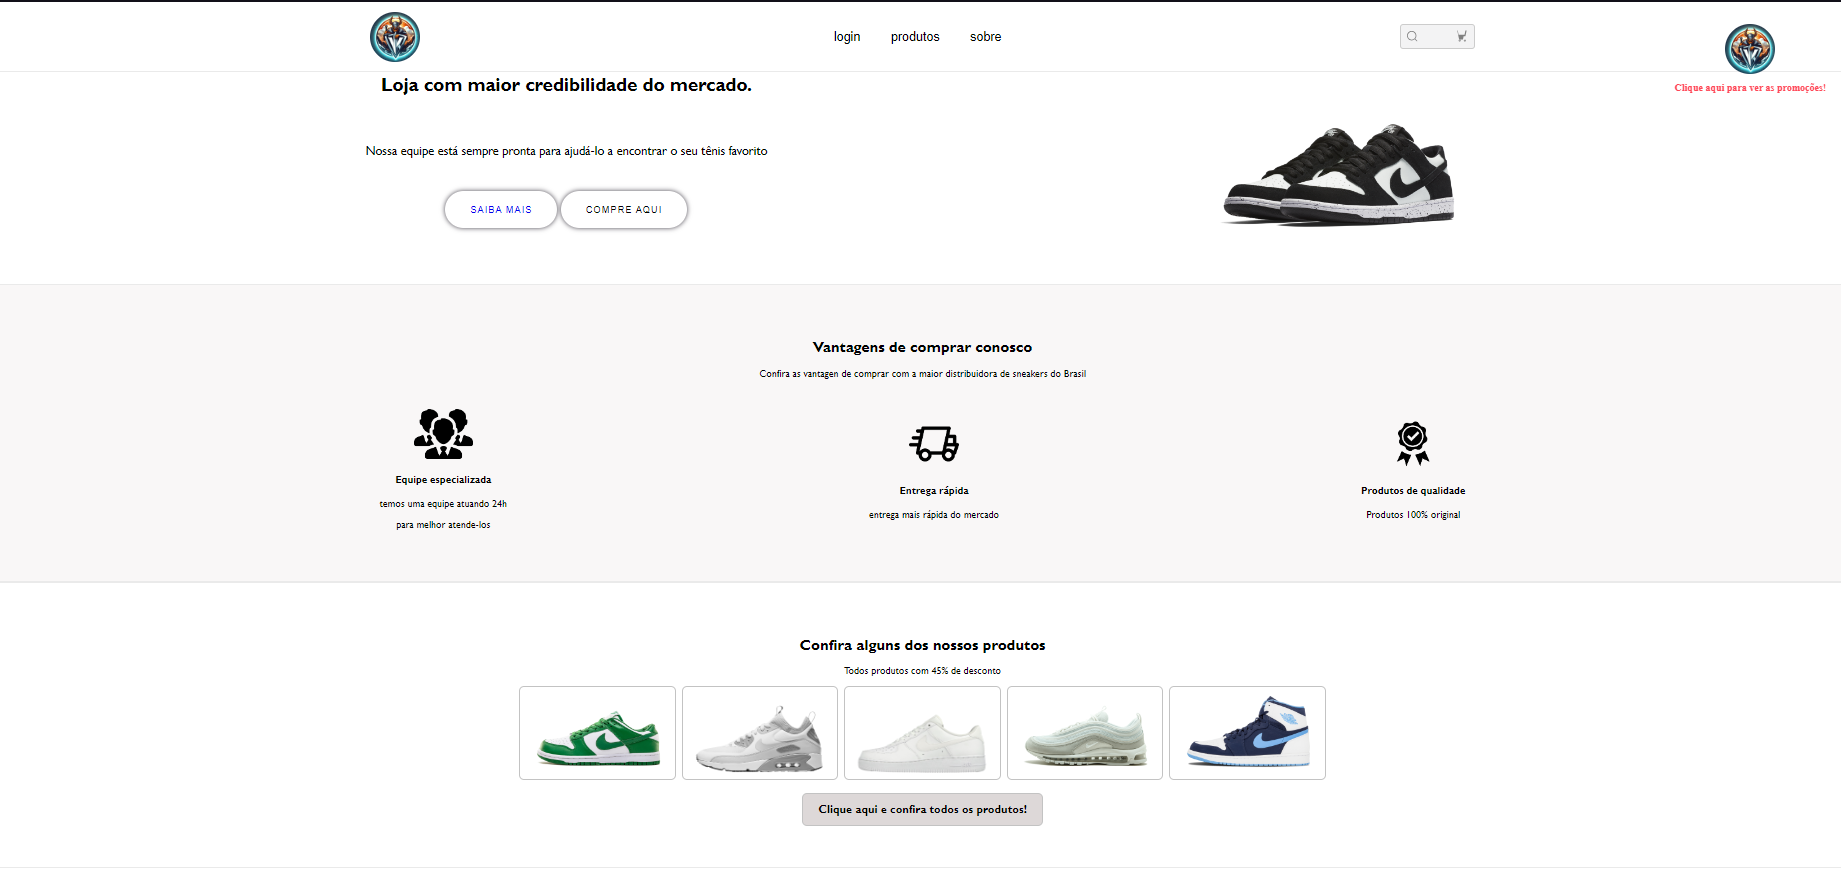 login
produtos
sobre
Clique aqui para ver as promoções!
Loja com maior credibilidade do mercado.
Nossa equipe está sempre pronta para ajudá-lo a encontrar o seu tênis favorito
SAIBA MAIS
COMPRE AQUI
Vantagens de comprar conosco
Confira as vantagen de comprar com a maior distribuidora de sneakers do Brasil
Equipe especializada
temos uma equipe atuando 24h
para melhor atende-los
Entrega rápida
entrega mais rápida do mercado
Produtos de qualidade
Produtos 100% original
Confira alguns dos nossos produtos
Todos produtos com 45% de desconto
Clique aqui e confira todos os produtos!